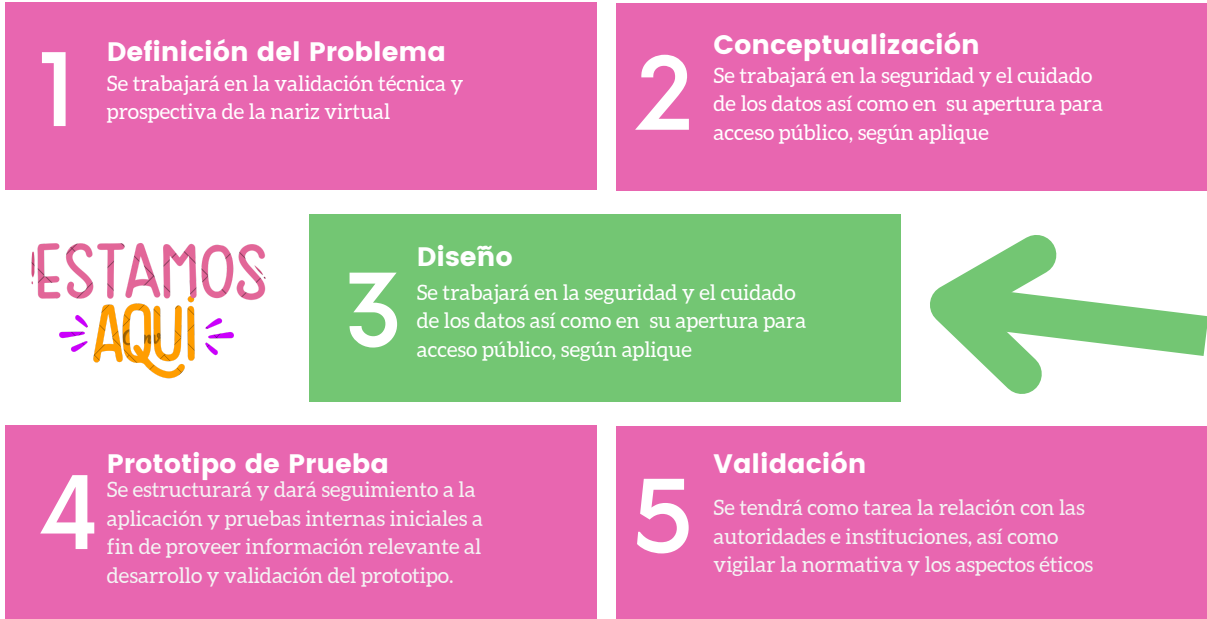 1
Definición del Problema
Se trabajará en la validación técnica y
prospectiva de la nariz virtual
2
Conceptualización
Se trabajará en la seguridad y el cuidado
de los datos así como en su apertura para
acceso público, según aplique
ESTAMOS
AQUÍ
3
Diseño
Se trabajará en la seguridad y el cuidado
de los datos así como en su apertura para
acceso público, según aplique
4
Prototipo de Prueba
Se estructurará y dará seguimiento a la
aplicación y pruebas internas iniciales a
fin de proveer información relevante al
desarrollo y validación del prototipo.
5
Validación
Se tendrá como tarea la relación con las
autoridades e instituciones, así como
vigilar la normativa y los aspectos éticos